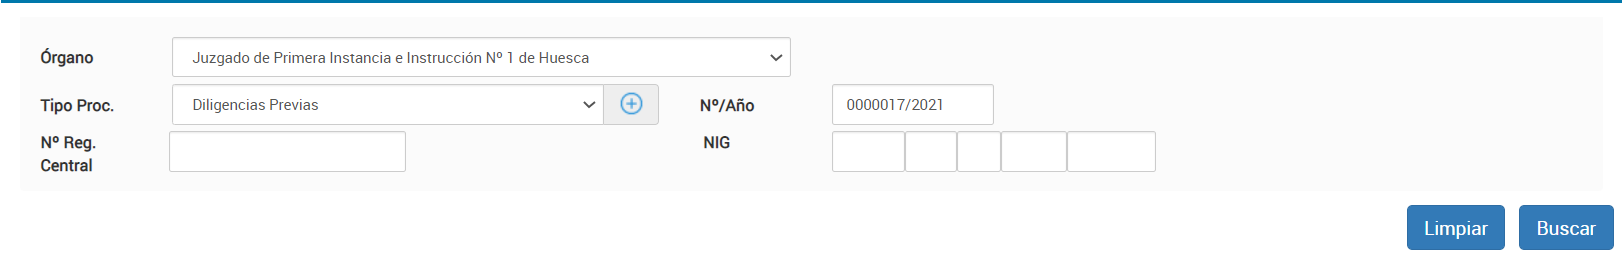 Órgano Juzgado de Primera Instancia e Instrucción Nº 1 de Huesca
Tipo Proc. Diligencias Previas Nº/Año 0000017/2021
Nº Reg. Central NIG
Limpiar Buscar